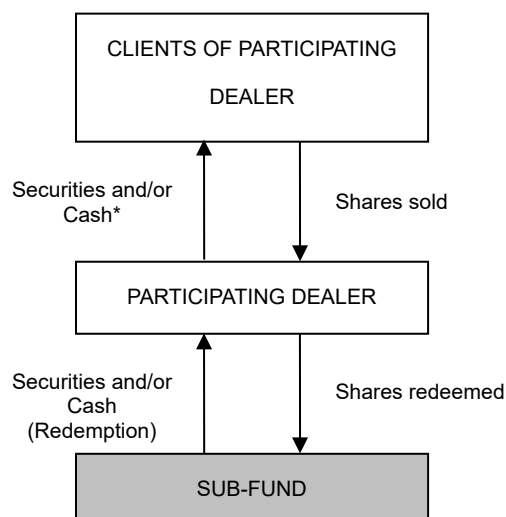 CLIENTS OF PARTICIPATING
DEALER
Securities and/or
Cash*
Shares sold
PARTICIPATING DEALER
Securities and/or
Cash
(Redemption)
Shares redeemed
SUB-FUND